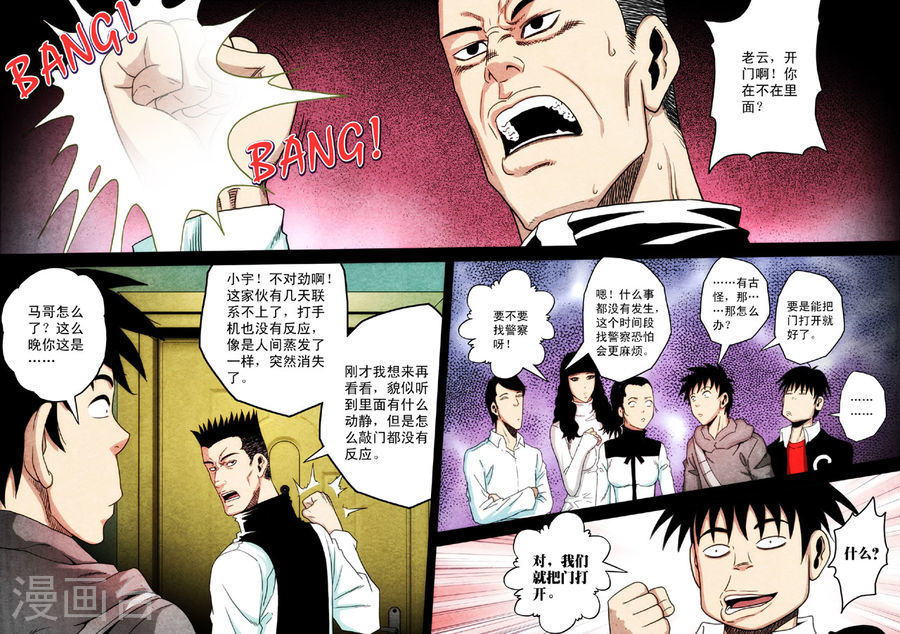 BANG!
BANG!
老云，开
门啊！你
在不在里
面？
马哥怎么
了？这么
晚你这是
……
小宇！不对劲啊！
这家伙有几天联
系不上了，打手
机也没有反应，
像是人间蒸发了
一样，突然消失
了。
刚才我想来再
看看，貌似听
到里面有什么
动静，但是怎
么敲门都没有
反应。
要不要
找警察
呀！
嗯！什么事
都没有发生，
这个时间段
找警察恐怕
会更麻烦。
……有古
怪，那……
…那怎么
办？
要是能把
门打开就
好了。
……
……
对，我们
就把门打
开。
什么？
漫画台